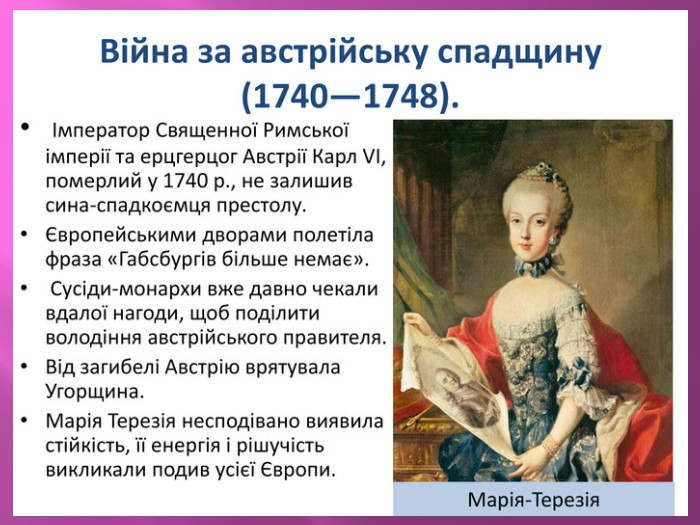 Війна за австрійську спадщину
(1740—1748).
• Імператор Священної Римської
імперії та ерцгерцог Австрії Карл VI,
померлий у 1740 р., не залишив
сина-спадкоємця престолу.
• Європейськими дворами полетіла
фраза «Габсбургів більше немає».
• Сусіди-монархи вже давно чекали
вдалої нагоди, щоб поділити
володіння австрійського правителя.
• Від загибелі Австрію врятувала
Угорщина.
• Марія Терезія несподівано виявила
стійкість, її енергія і рішучість
викликали подив усієї Європи.
Марія-Терезія